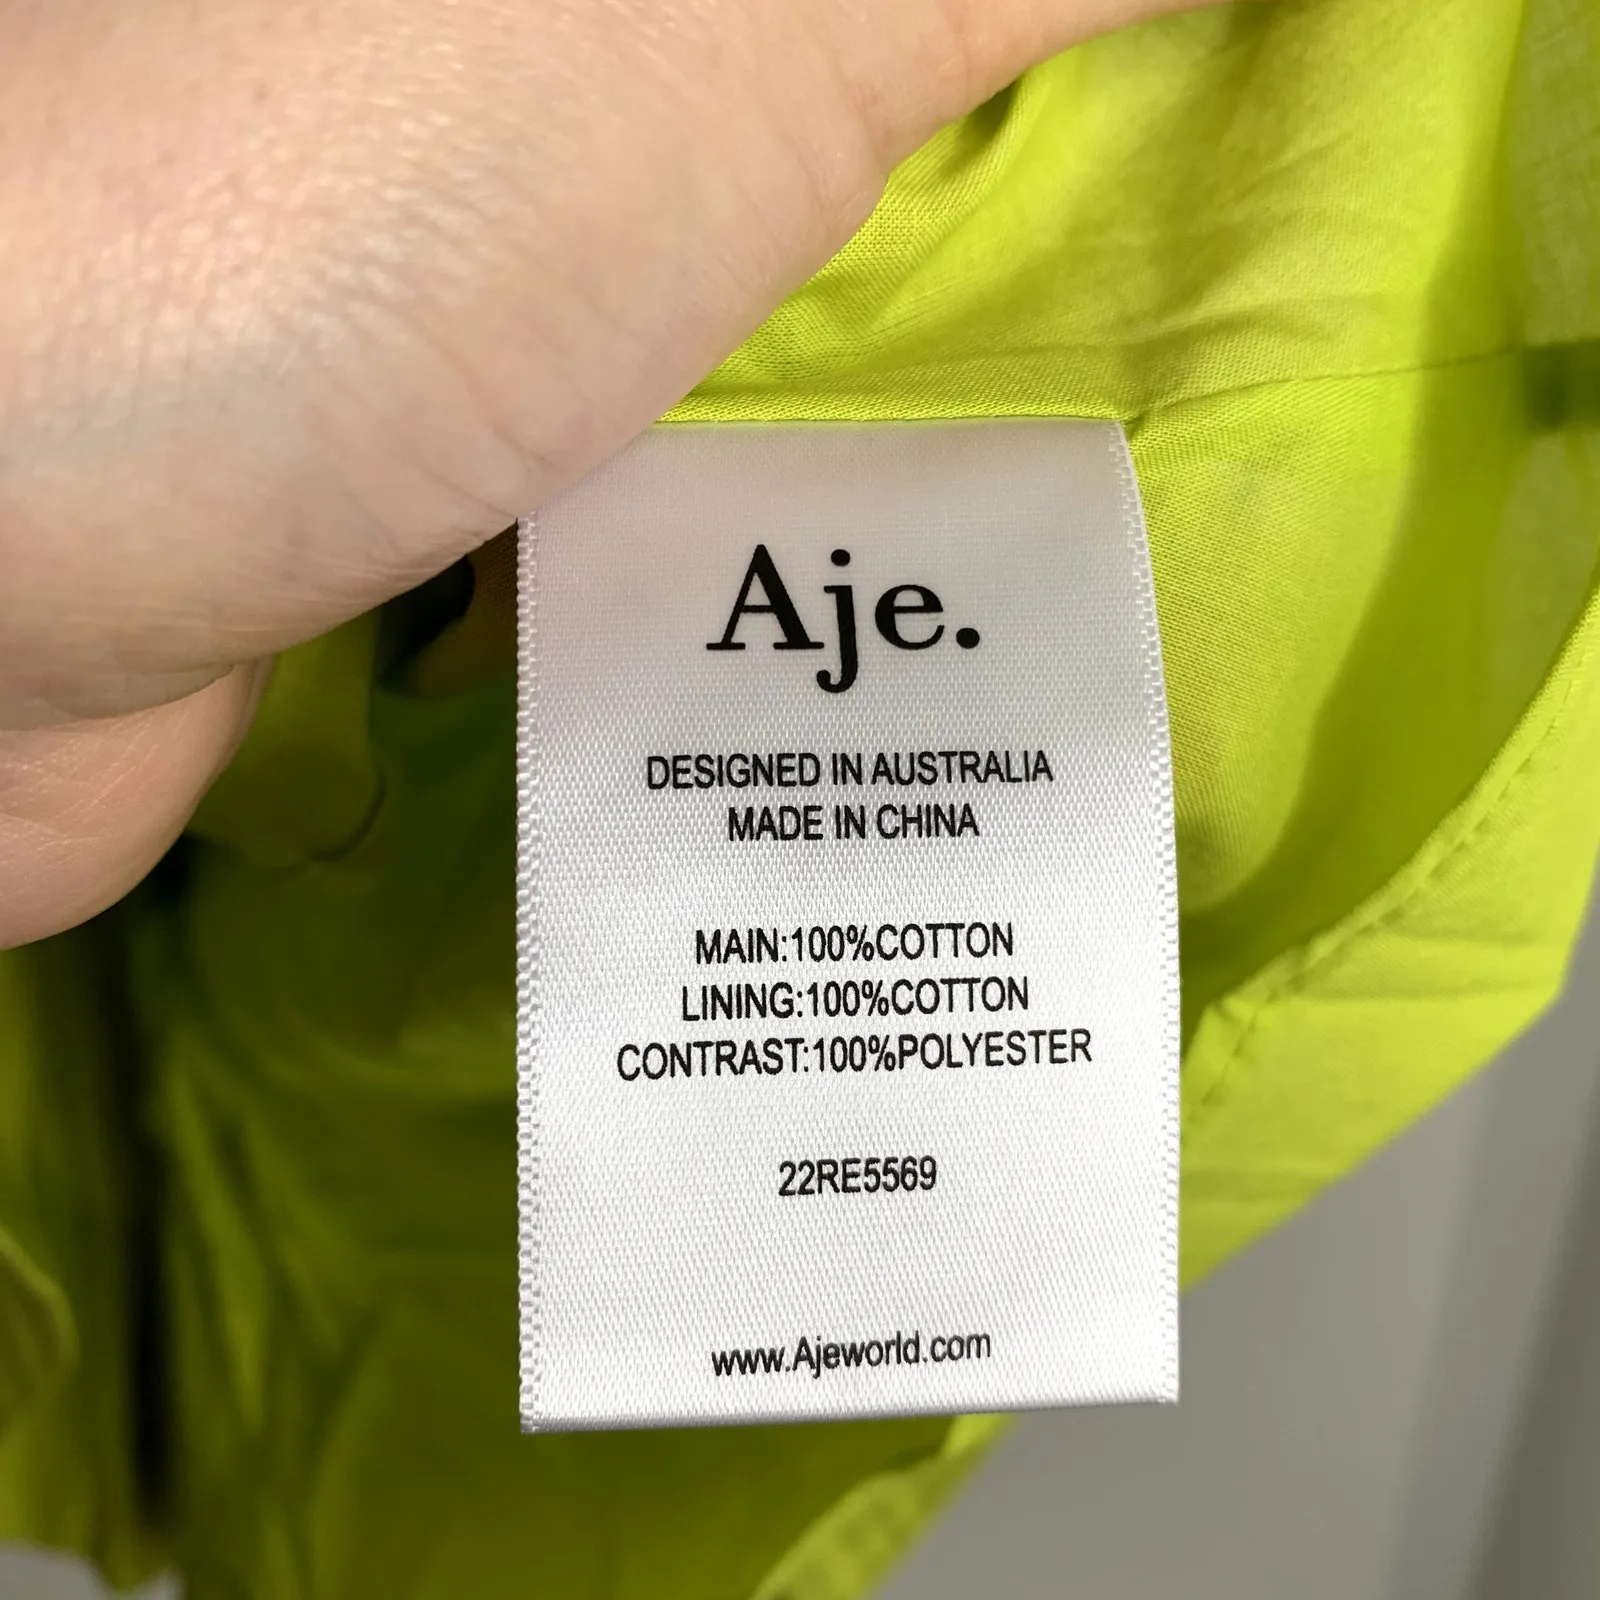 Aje.
DESIGNED IN AUSTRALIA
MADE IN CHINA
MAIN:100%COTTON
LINING:100%COTTON
CONTRAST:100%POLYESTER
22RE5569
www.Ajeworld.com